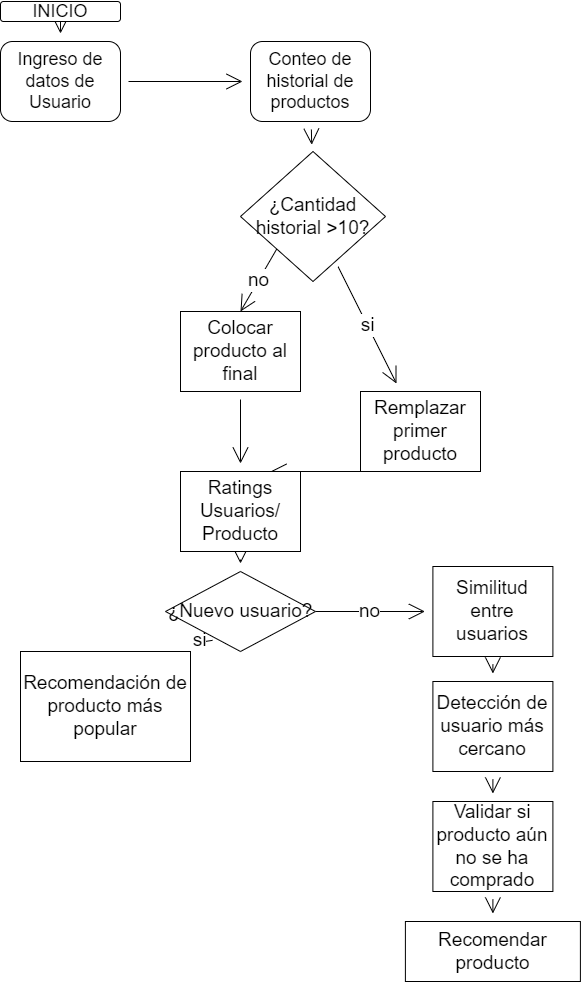 INICIO
Ingreso de
datos de
Usuario
Conteo de
historial de
productos
¿Cantidad
historial >10?
no
si
Colocar
producto al
final
Remplazar
primer
producto
Ratings
Usuarios/
Producto
¿Nuevo usuario?
no
si
Similitud
entre
usuarios
Recomendación de
producto más
popular
Detección de
usuario más
cercano
Validar si
producto aún
no se ha
comprado
Recomendar
producto